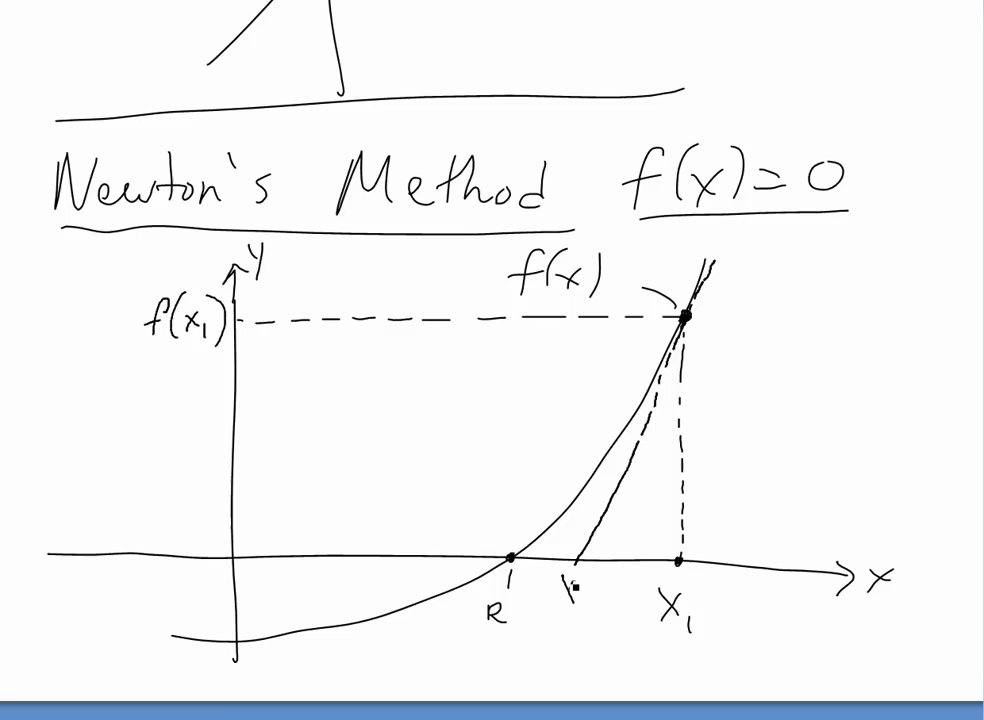 Newton's Method f(x)=0
y
f(x)
f(x₁)
x
R
X₁